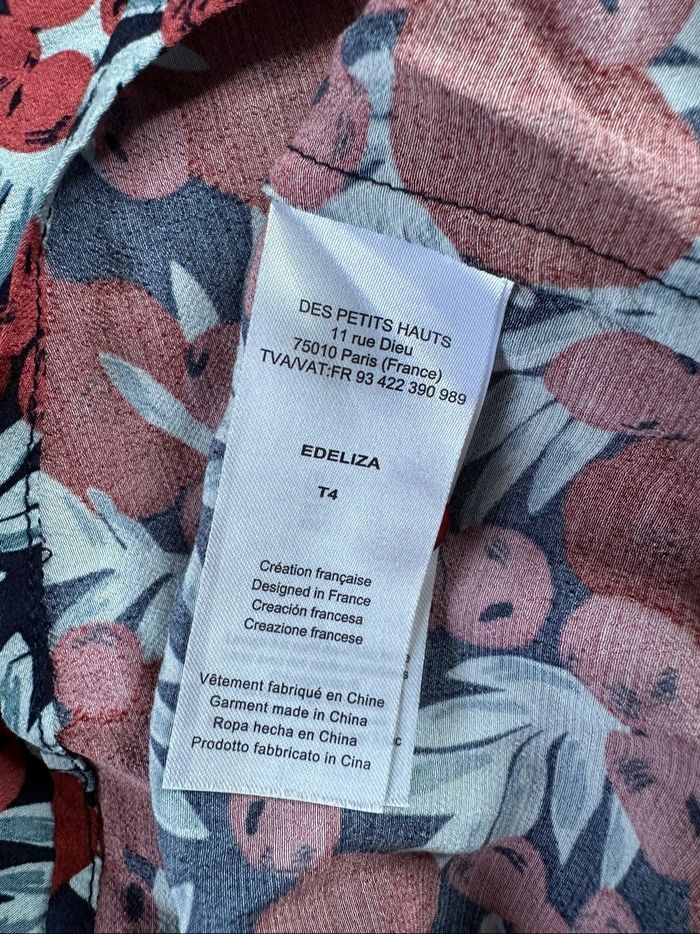 DES PETITS HAUTS
11 rue Dieu
75010 Paris (France)
TVA/VAT:FR 93 422 390 989
EDELIZA
T4
Création française
Designed in France
Creación francesa
Creazione francese
Vêtement fabriqué en Chine
Garment made in China
Ropa hecha en China
Prodotto fabbricato in Cina